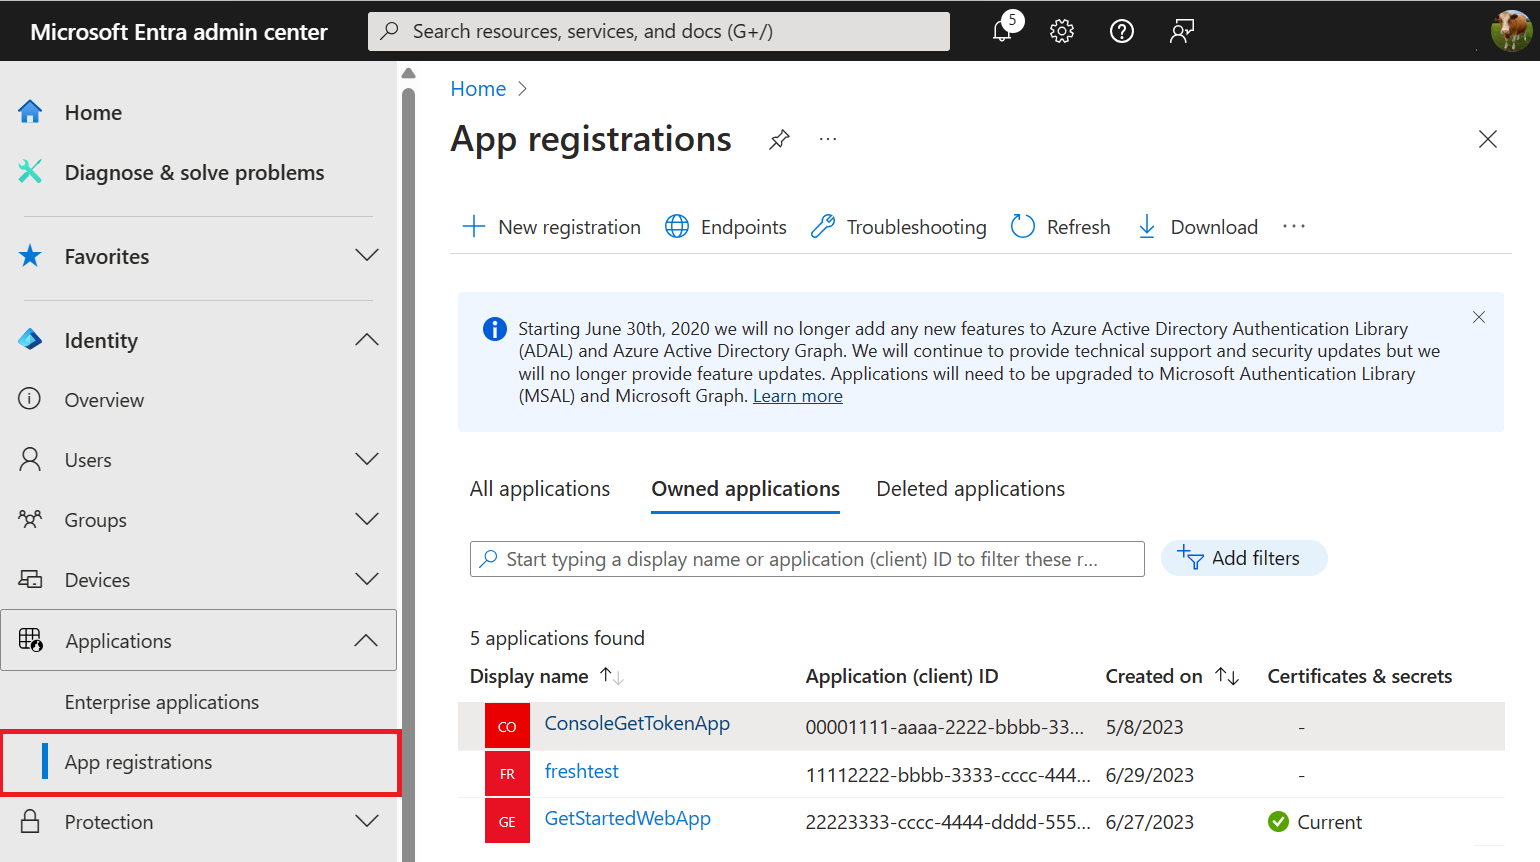 Microsoft Entra admin center
Search resources, services, and docs (G+/)
5
Home
Diagnose & solve problems
Favorites
Identity
Overview
Users
Groups
Devices
Applications
Enterprise applications
App registrations
Protection
Home
App registrations
New registration
Endpoints
Troubleshooting
Refresh
Download
Starting June 30th, 2020 we will no longer add any new features to Azure Active Directory Authentication Library
(ADAL) and Azure Active Directory Graph. We will continue to provide technical support and security updates but we
will no longer provide feature updates. Applications will need to be upgraded to Microsoft Authentication Library
(MSAL) and Microsoft Graph. Learn more
All applications
Owned applications
Deleted applications
Start typing a display name or application (client) ID to filter these r...
Add filters
5 applications found
Display name Application (client) ID Created on Certificates & secrets
CO ConsoleGetTokenApp 00001111-aaaa-2222-bbbb-33... 5/8/2023 -
FR freshtest 11112222-bbbb-3333-cccc-444... 6/29/2023 -
GE GetStartedWebApp 22223333-cccc-4444-dddd-555... 6/27/2023 Current